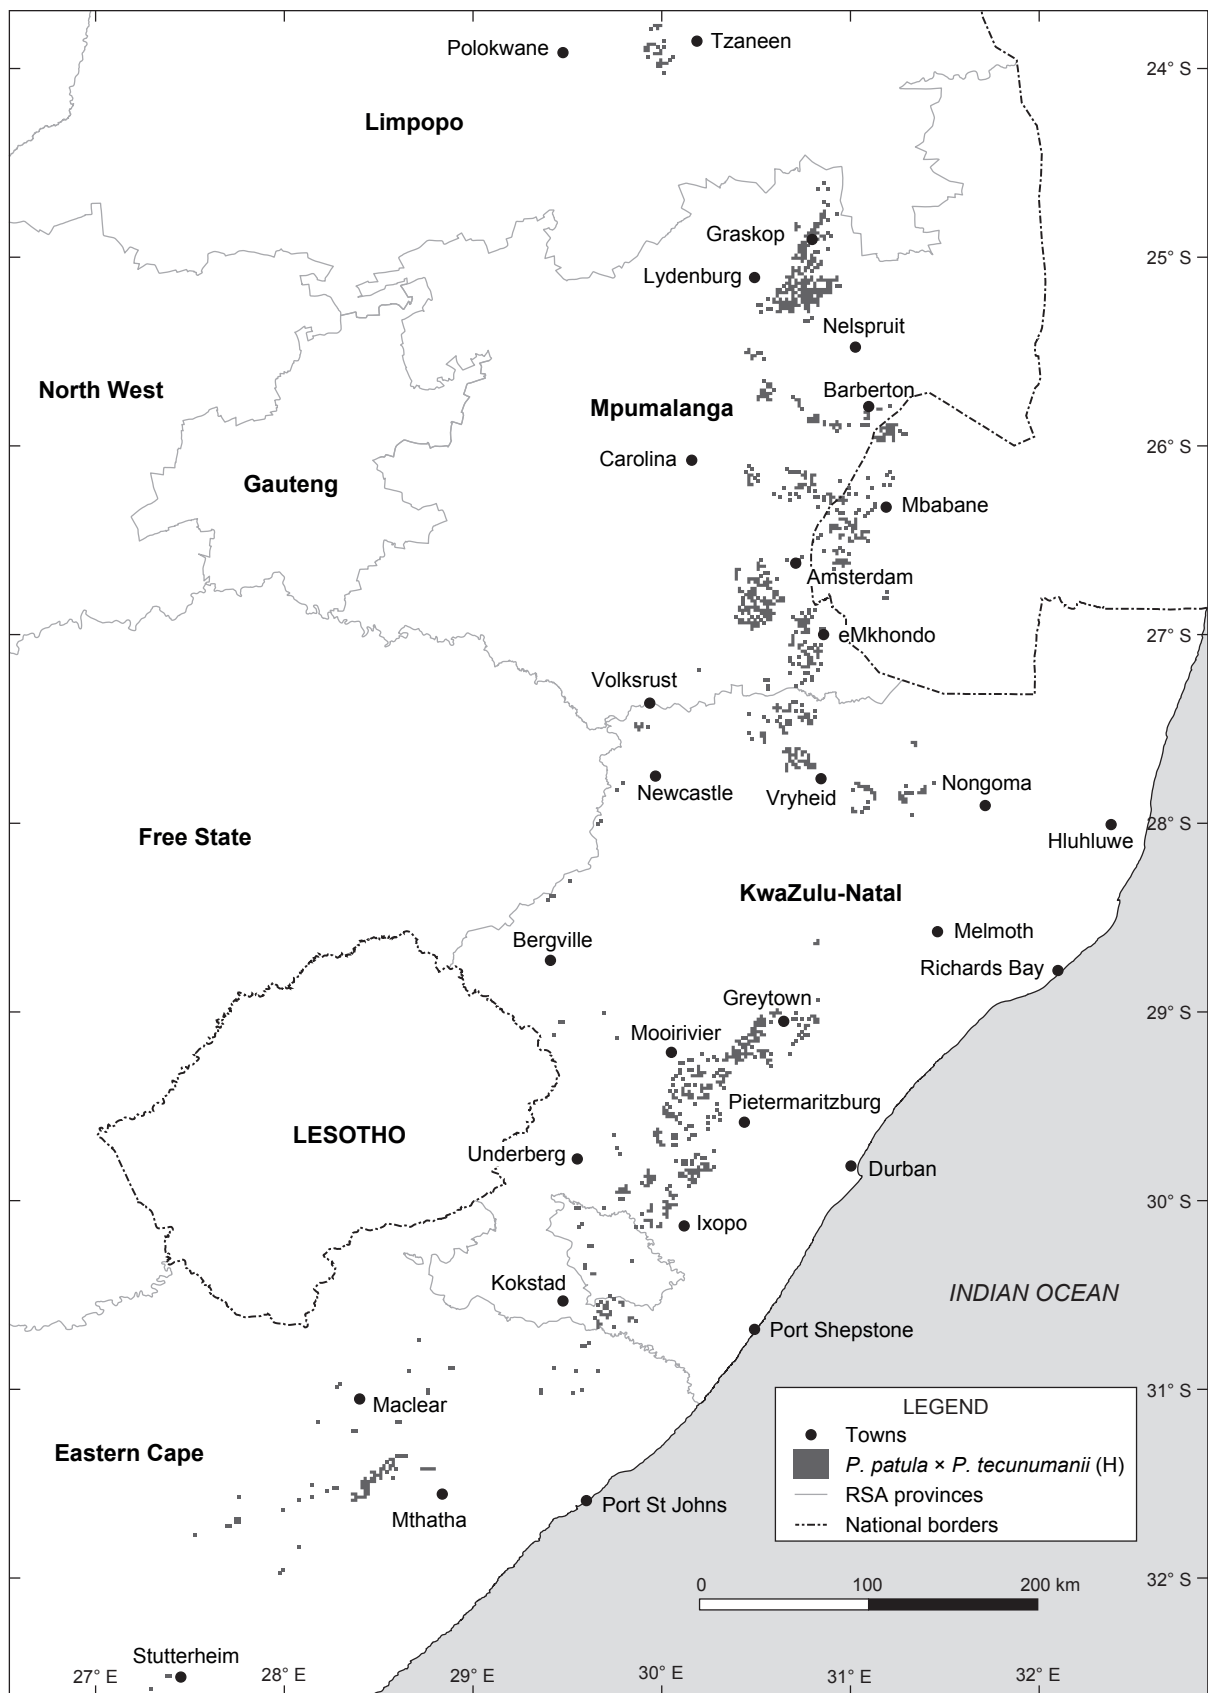 Polokwane
Tzaneen
24° S
Limpopo
Graskop
25° S
Lydenburg
Nelspruit
North West
Barberton
Mpumalanga
26° S
Carolina
Gauteng
Mbabane
Amsterdam
27° S
eMkhondo
Volksrust
Newcastle
Vryheid
Nongoma
28° S
Free State
Hluhluwe
KwaZulu-Natal
Bergville
Melmoth
Richards Bay
Greytown
29° S
Mooirivier
Pietermaritzburg
LESOTHO
Underberg
Durban
30° S
Ixopo
Kokstad
INDIAN OCEAN
Port Shepstone
31° S
Maclear
Eastern Cape
Mthatha
Port St Johns
LEGEND
Towns
P. patula × P. tecunumanii (H)
RSA provinces
National borders
0 100 200 km
32° S
Stutterheim
27° E 28° E 29° E 30° E 31° E 32° E